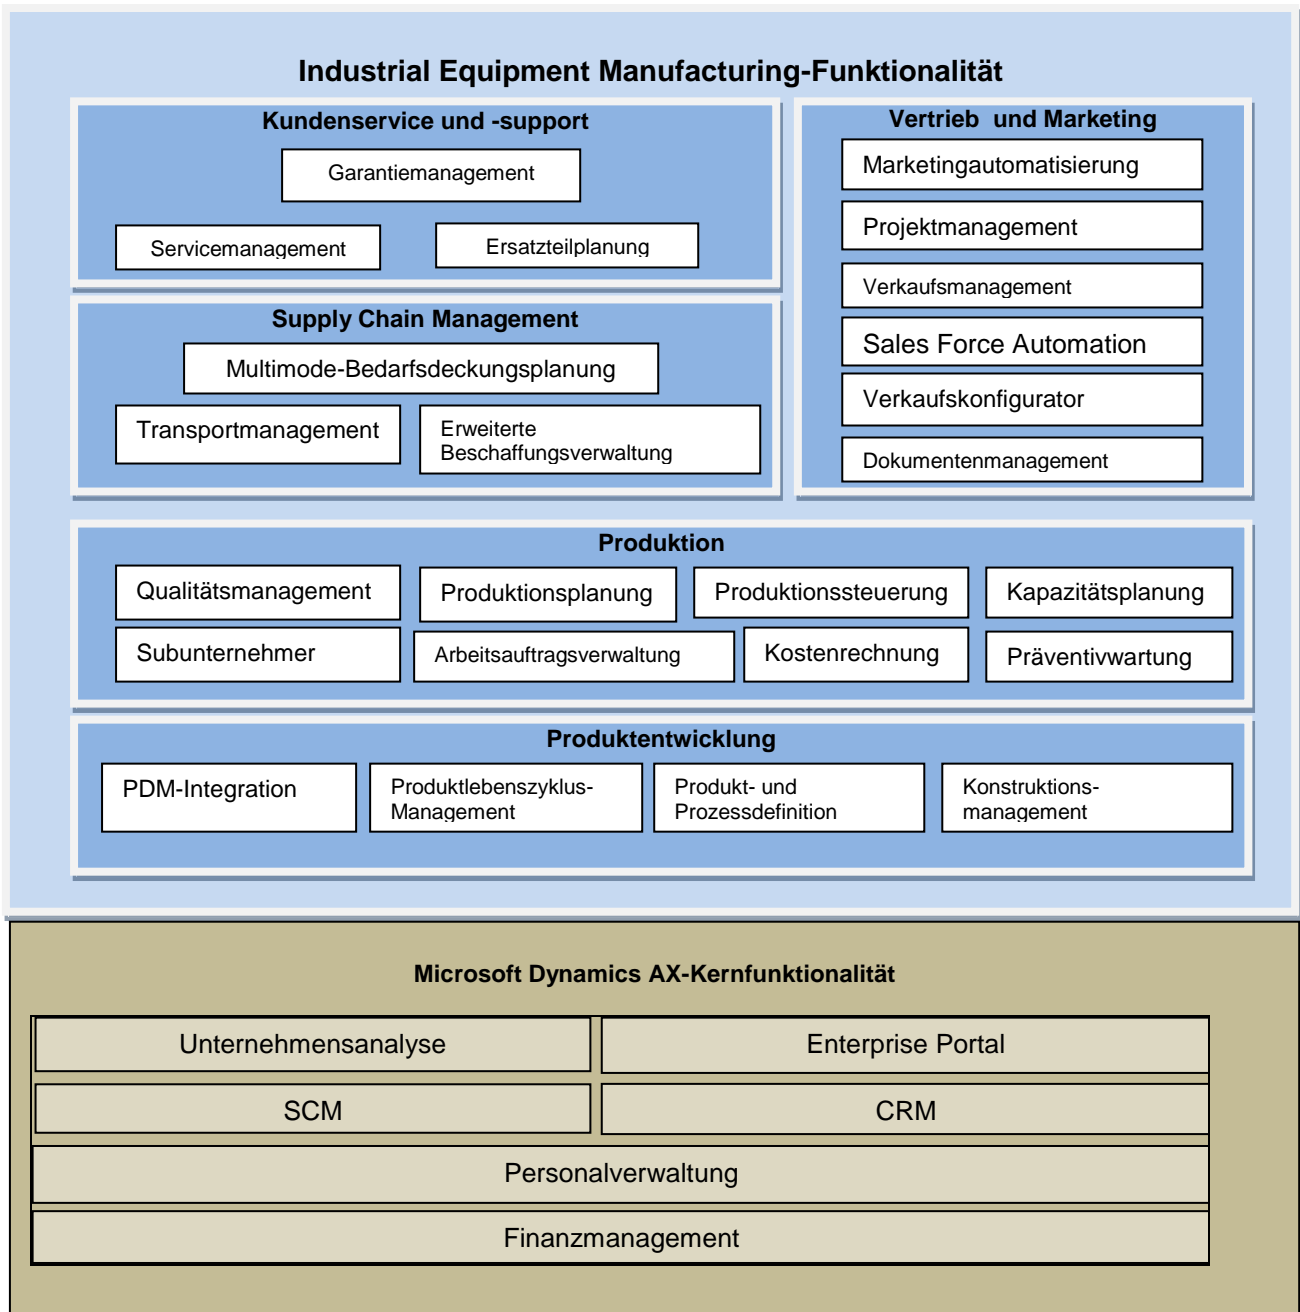 Industrial Equipment Manufacturing-Funktionalität
Kundenservice und -support
Garantiemanagement
Servicemanagement
Ersatzteilplanung
Supply Chain Management
Multimode-Bedarfsdeckungsplanung
Transportmanagement
Erweiterte
Beschaffungsverwaltung
Vertrieb und Marketing
Marketingautomatisierung
Projektmanagement
Verkaufsmanagement
Sales Force Automation
Verkaufskonfigurator
Dokumentenmanagement
Produktion
Qualitätsmanagement
Produktionsplanung
Produktionssteuerung
Kapazitätsplanung
Subunternehmer
Arbeitsauftragsverwaltung
Kostenrechnung
Präventivwartung
Produktentwicklung
PDM-Integration
Produktlebenszyklus-
Management
Produkt- und
Prozessdefinition
Konstruktions-
management
Microsoft Dynamics AX-Kernfunktionalität
Unternehmensanalyse
Enterprise Portal
SCM
CRM
Personalverwaltung
Finanzmanagement